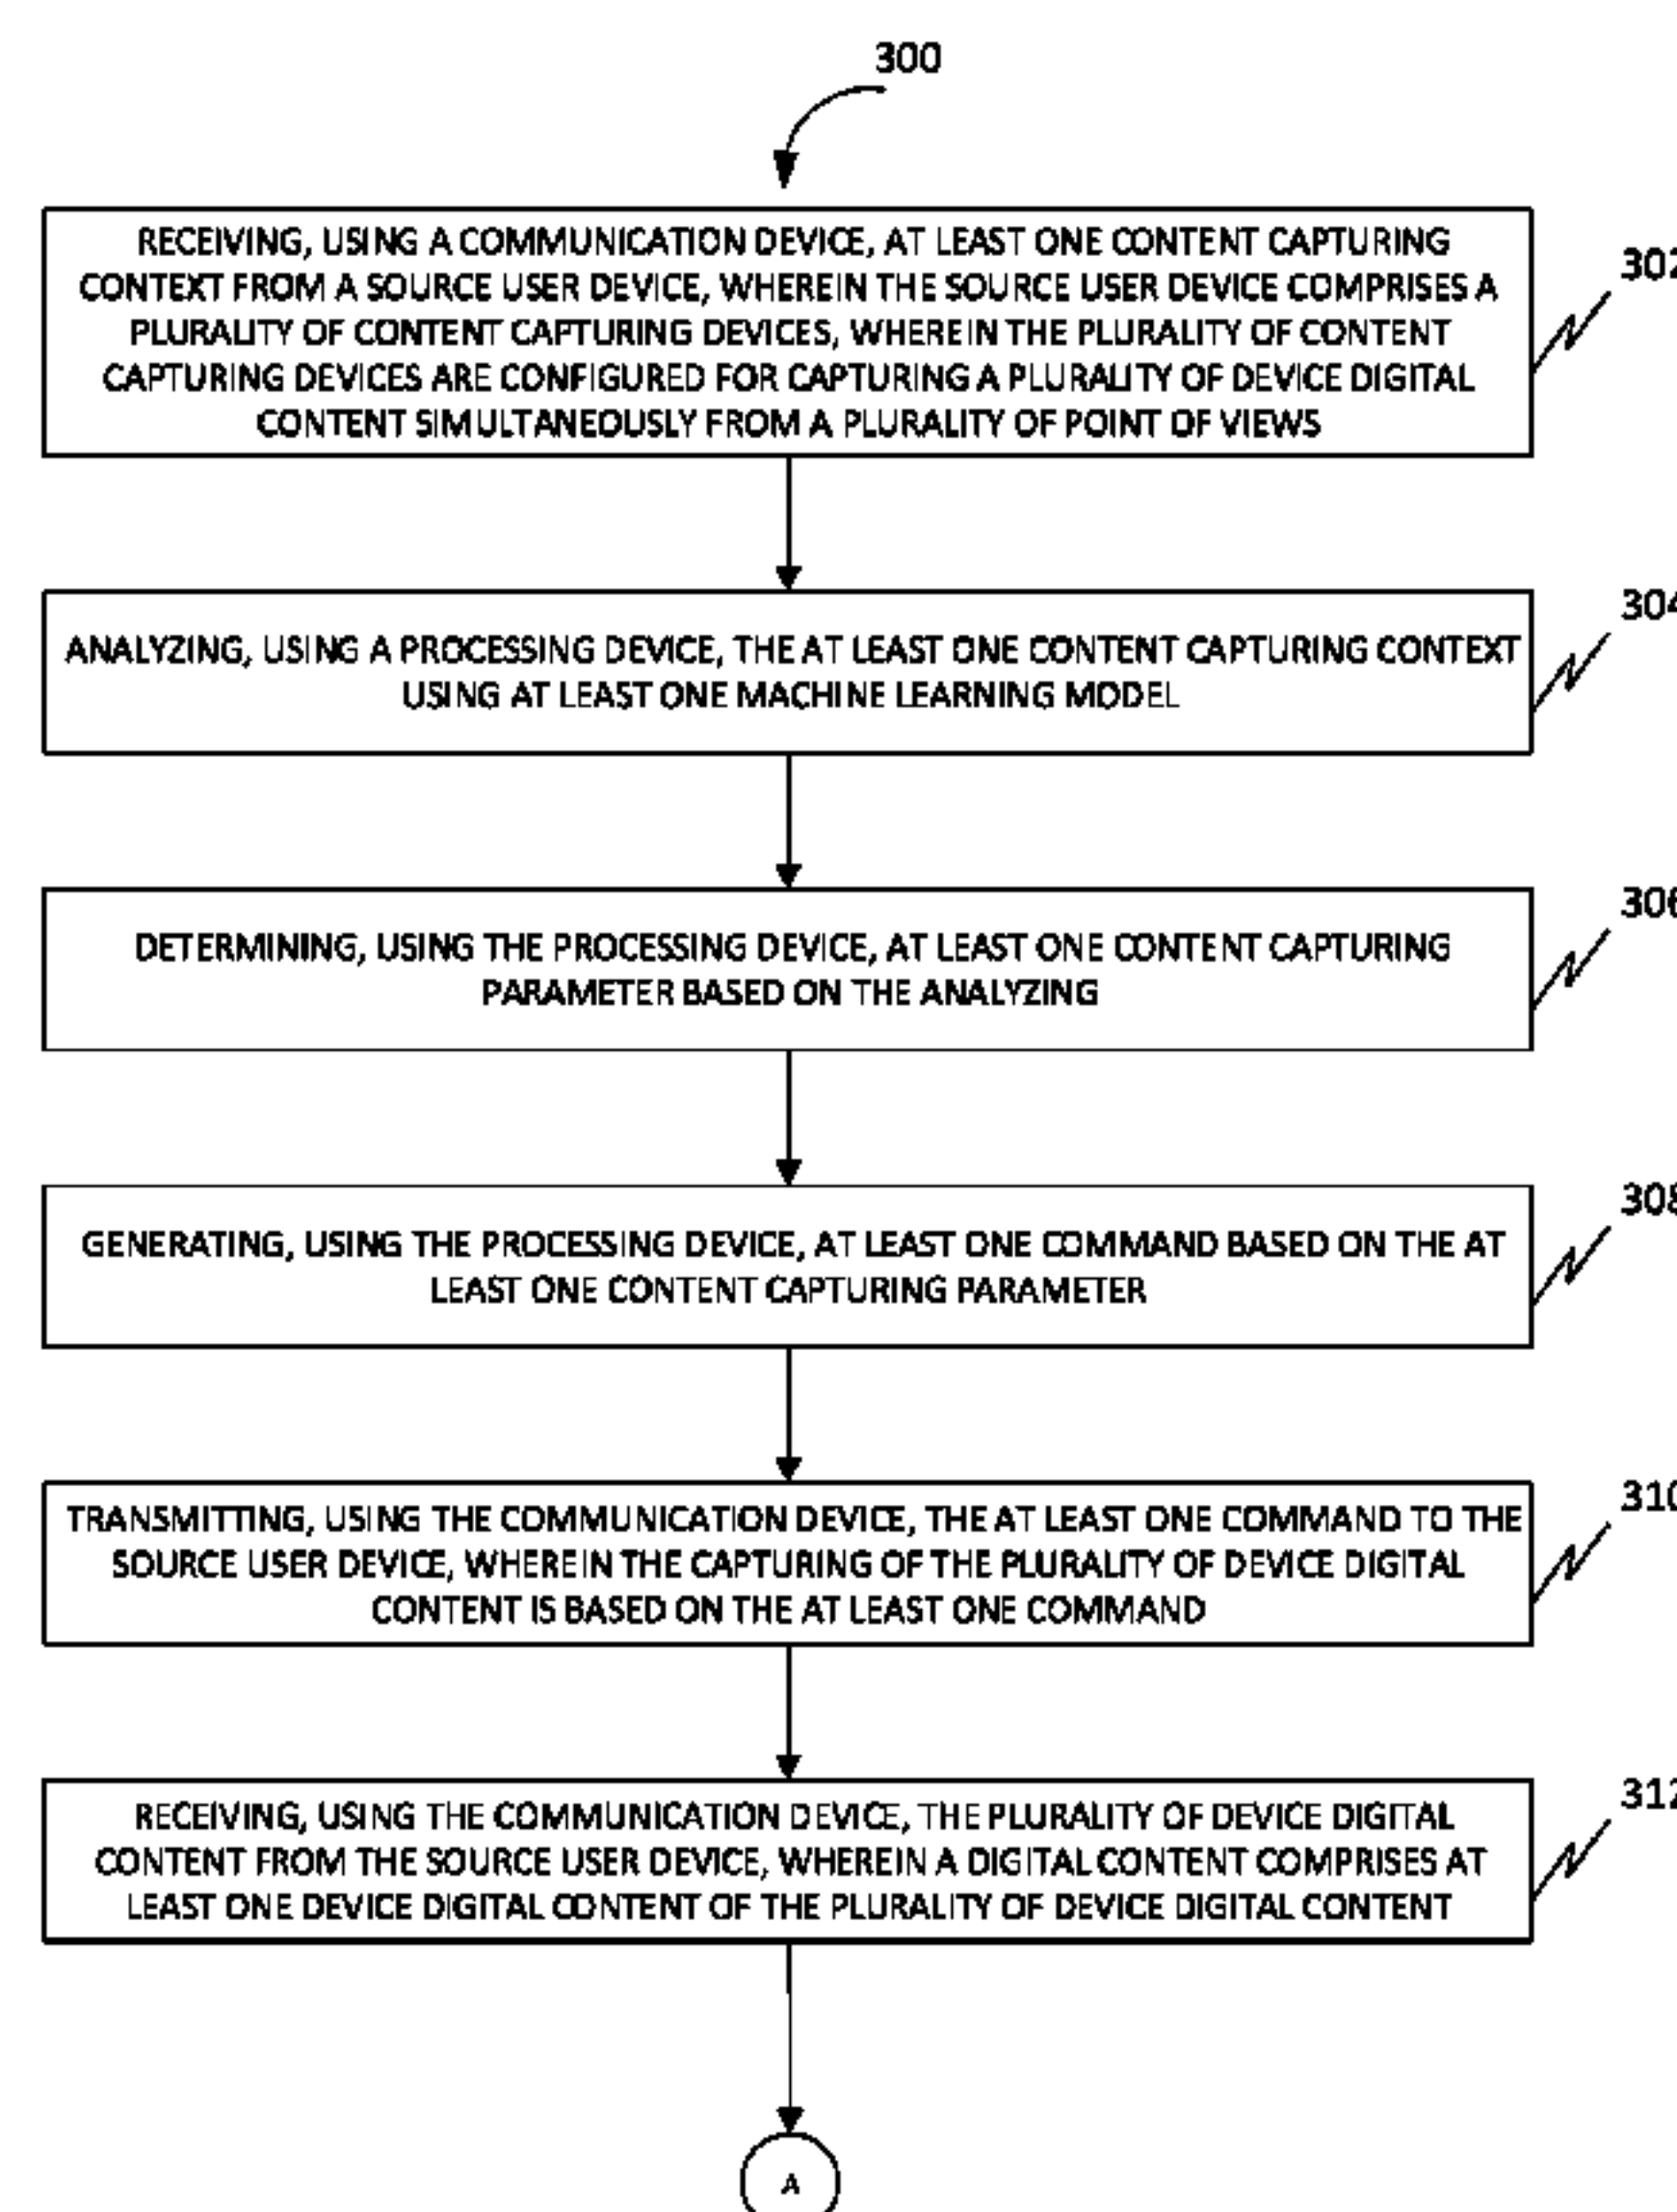 300
RECEIVING, USING A COMMUNICATION DEVICE, AT LEAST ONE CONTENT CAPTURING
CONTEXT FROM A SOURCE USER DEVICE, WHEREIN THE SOURCE USER DEVICE COMPRISES A
PLURALITY OF CONTENT CAPTURING DEVICES, WHEREIN THE PLURALITY OF CONTENT
CAPTURING DEVICES ARE CONFIGURED FOR CAPTURING A PLURALITY OF DEVICE DIGITAL
CONTENT SIMULTANEOUSLY FROM A PLURALITY OF POINT OF VIEWS
302
ANALYZING, USING A PROCESSING DEVICE, THE AT LEAST ONE CONTENT CAPTURING CONTEXT
USING AT LEAST ONE MACHINE LEARNING MODEL
304
DETERMINING, USING THE PROCESSING DEVICE, AT LEAST ONE CONTENT CAPTURING
PARAMETER BASED ON THE ANALYZING
306
GENERATING, USING THE PROCESSING DEVICE, AT LEAST ONE COMMAND BASED ON THE AT
LEAST ONE CONTENT CAPTURING PARAMETER
308
TRANSMITTING, USING THE COMMUNICATION DEVICE, THE AT LEAST ONE COMMAND TO THE
SOURCE USER DEVICE, WHEREIN THE CAPTURING OF THE PLURALITY OF DEVICE DIGITAL
CONTENT IS BASED ON THE AT LEAST ONE COMMAND
310
RECEIVING, USING THE COMMUNICATION DEVICE, THE PLURALITY OF DEVICE DIGITAL
CONTENT FROM THE SOURCE USER DEVICE, WHEREIN A DIGITAL CONTENT COMPRISES AT
LEAST ONE DEVICE DIGITAL CONTENT OF THE PLURALITY OF DEVICE DIGITAL CONTENT
312
A